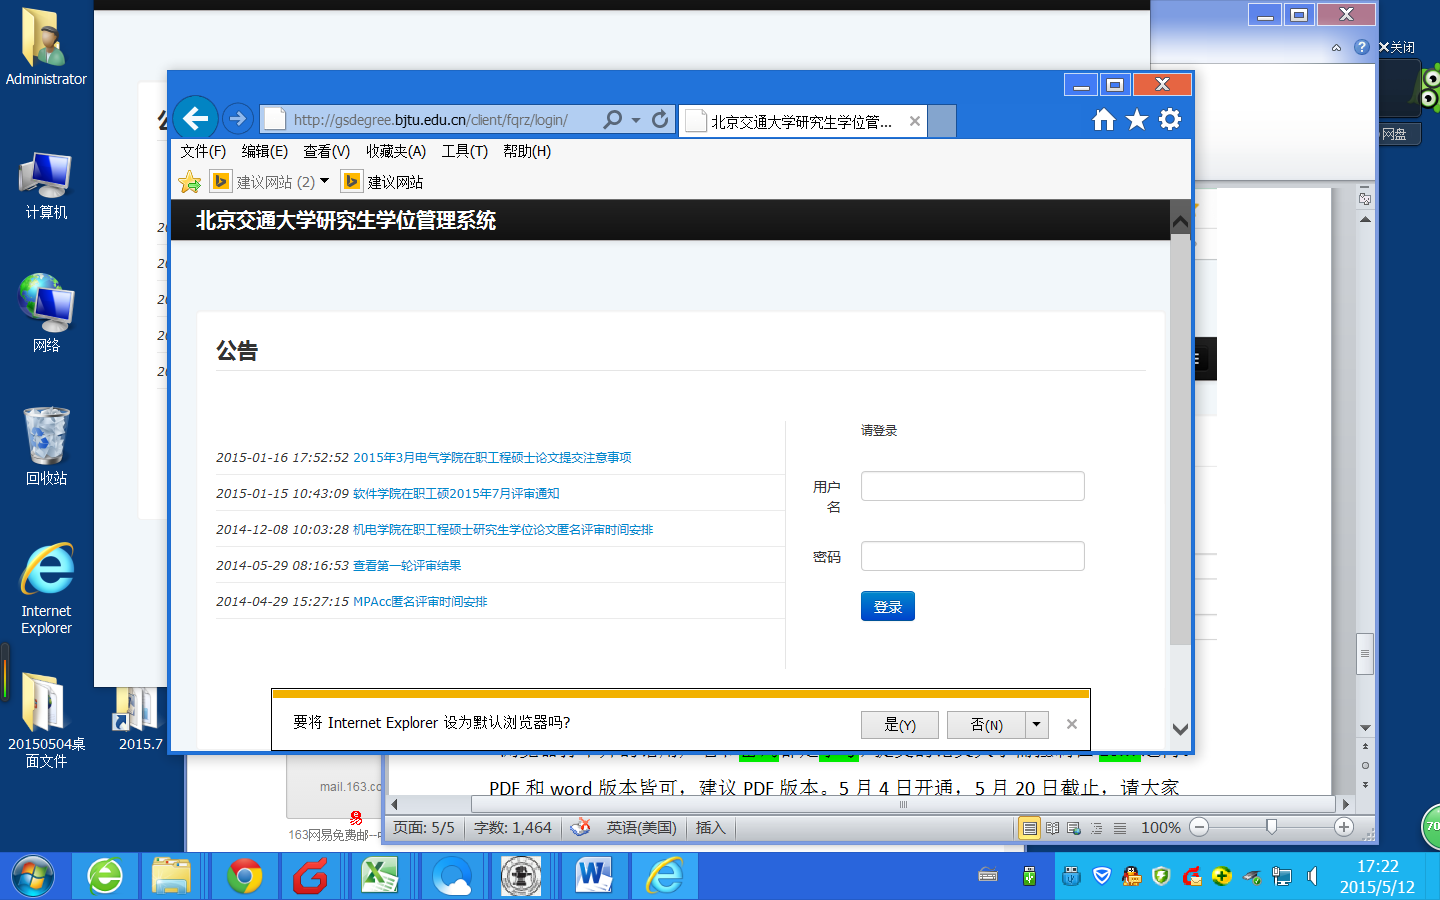 Administrator
计算机
网络
回收站
Internet
Explorer
20150504桌
面文件
2015.7
关闭
网盘
http://gsdegree.bjtu.edu.cn/client/fqrz/login/
北京交通大学研究生学位管...
文件(F) 编辑(E) 查看(V) 收藏夹(A) 工具(T) 帮助(H)
建议网站 (2) 建议网站
北京交通大学研究生学位管理系统
公告
2015-01-16 17:52:52 2015年3月电气学院在职工程硕士论文提交注意事项
2015-01-15 10:43:09 软件学院在职工硕2015年7月评审通知
2014-12-08 10:03:28 机电学院在职工程硕士研究生学位论文匿名评审时间安排
2014-05-29 08:16:53 查看第一轮评审结果
2014-04-29 15:27:15 MPAcc匿名评审时间安排
请登录
用户
名
密码
登录
要将 Internet Explorer 设为默认浏览器吗?
是(Y) 否(N)
mail.163.co
163网易免费邮--
PDF 和 word 版本皆可，建议 PDF 版本。5 月 4 日开通，5 月 20 日截止，请大家
页面: 5/5 字数: 1,464 英语(美国) 插入 100%
70
17:22
2015/5/12